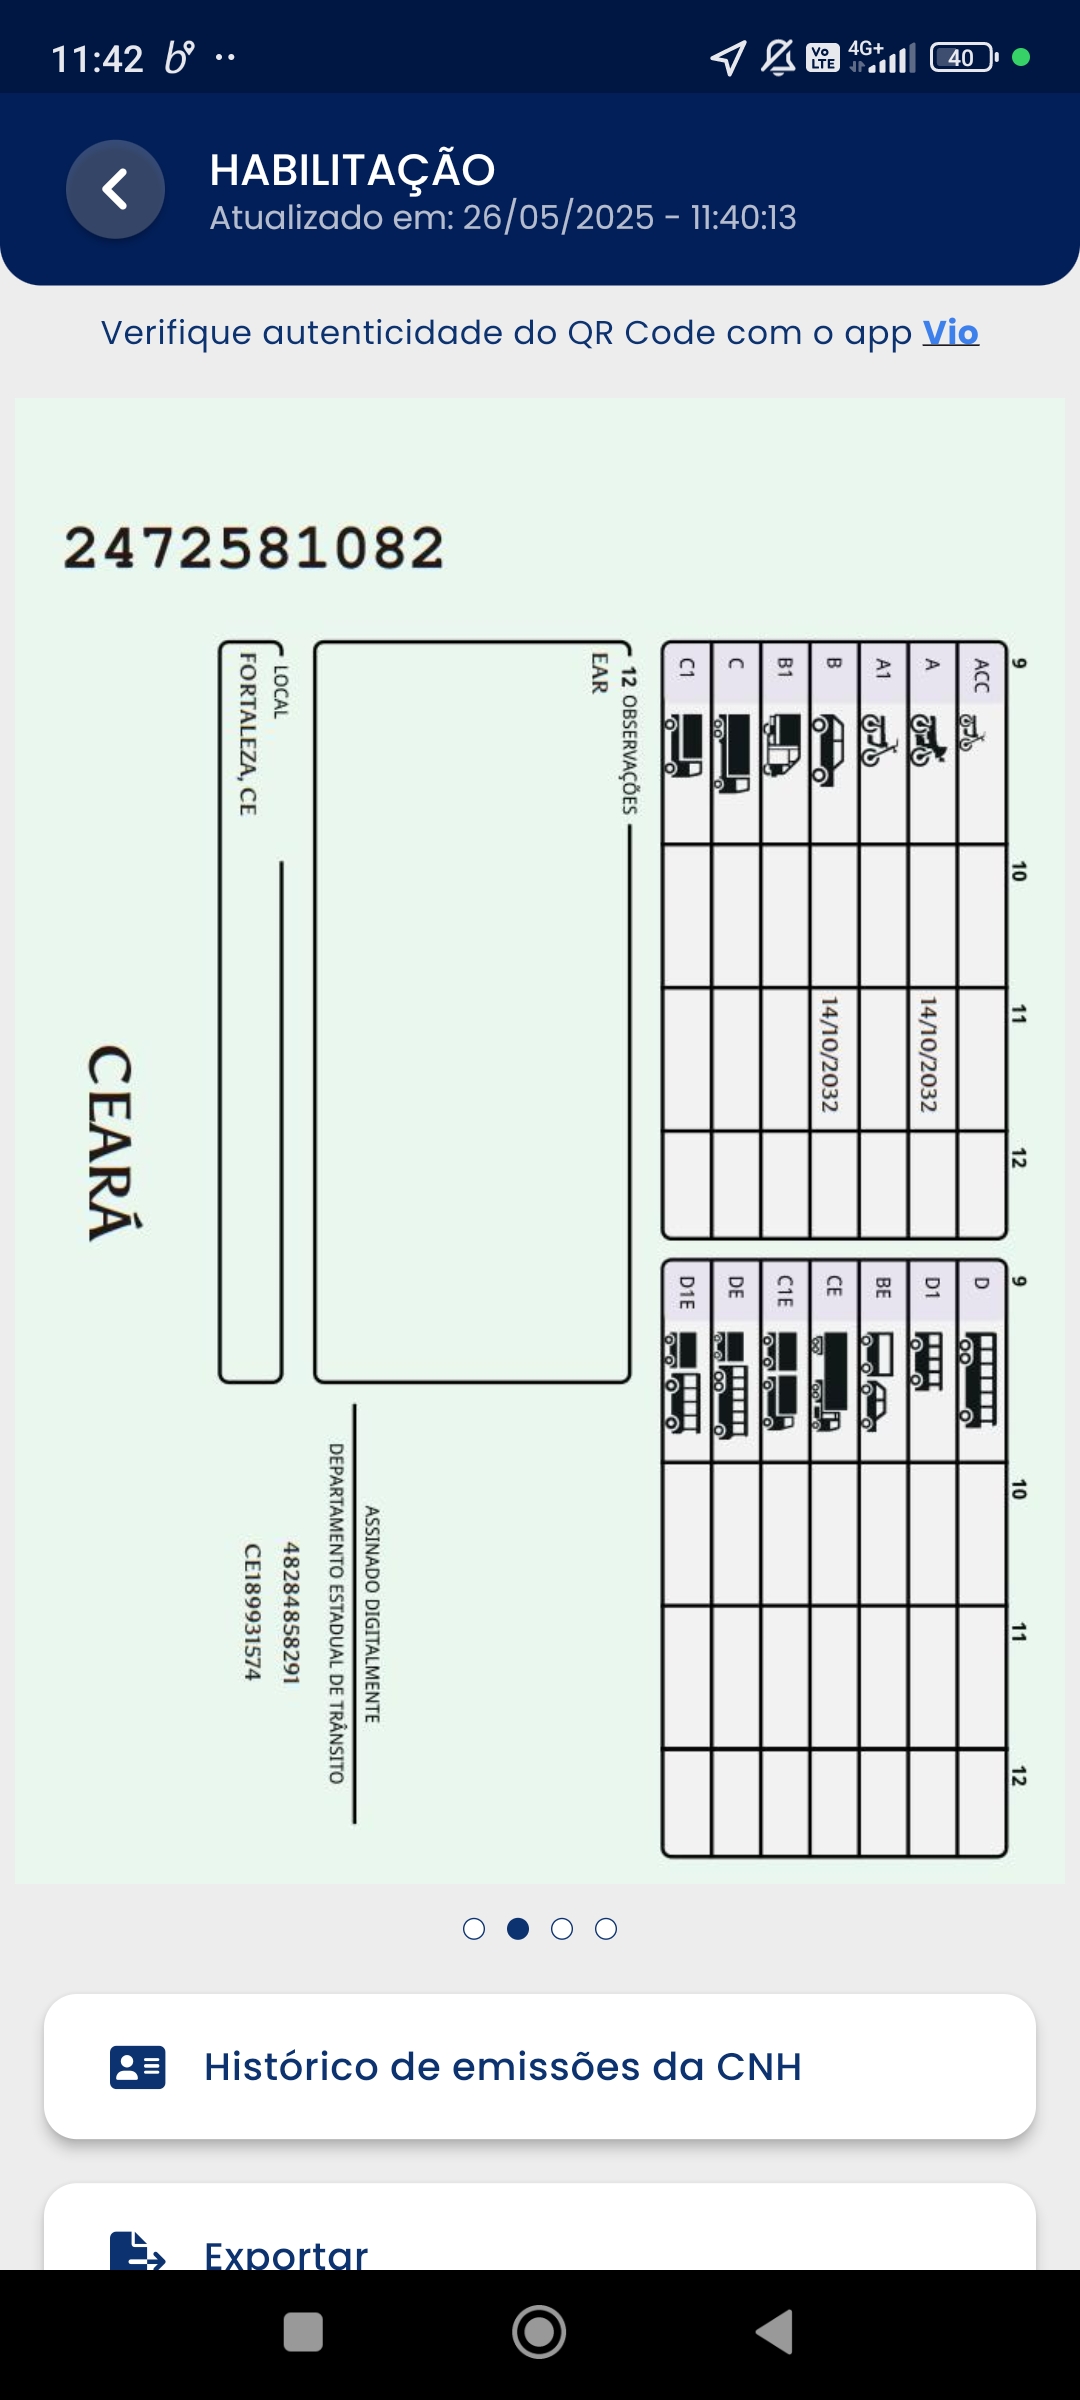 11:42
Vo LTE 4G+ 40
HABILITAÇÃO
Atualizado em: 26/05/2025 - 11:40:13
Verifique autenticidade do QR Code com o app Vio
2472581082
9 10 11 12
ACC
A 14/10/2032
A1
B 14/10/2032
B1
C
C1
9 10 11 12
D
D1
BE
CE
C1E
DE
D1E
12 OBSERVAÇÕES
EAR
LOCAL
FORTALEZA, CE
ASSINADO DIGITALMENTE
DEPARTAMENTO ESTADUAL DE TRÂNSITO
48284858291
CE189931574
CEARÁ
Histórico de emissões da CNH
Exportar